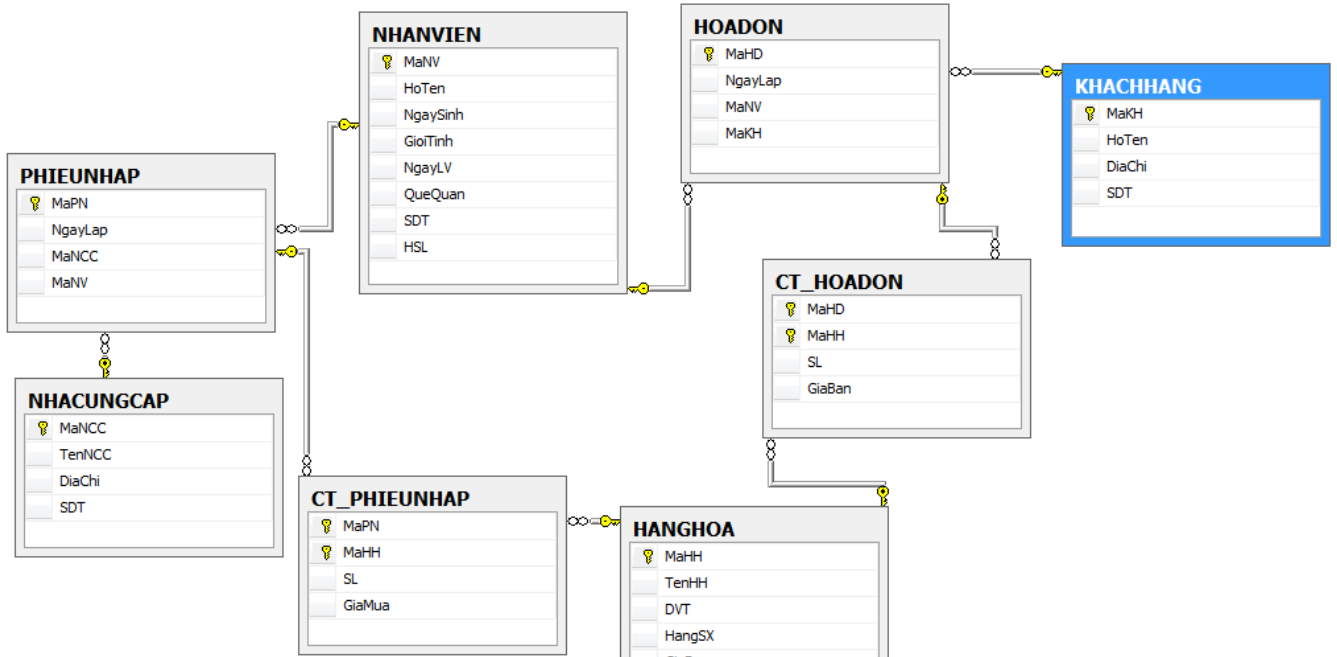 NHANVIEN
MaNV
HoTen
NgaySinh
GioiTinh
NgayLV
QueQuan
SDT
HSL
HOADON
MaHD
NgayLap
MaNV
MaKH
KHACHHANG
MaKH
HoTen
DiaChi
SDT
PHIEUNHAP
MaPN
NgayLap
MaNCC
MaNV
CT_HOADON
MaHD
MaHH
SL
GiaBan
NHACUNGCAP
MaNCC
TenNCC
DiaChi
SDT
CT_PHIEUNHAP
MaPN
MaHH
SL
GiaMua
HANGHOA
MaHH
TenHH
DVT
HangSX